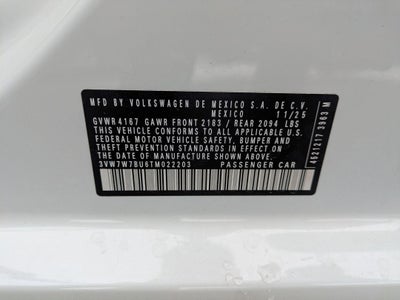 MFD BY VOLKSWAGEN DE MEXICO S.A. DE C.V.
MEXICO 11/25
GVWR 4167 GAWR FRONT 2183 / REAR 2094 LBS
THIS VEHICLE CONFORMS TO ALL APPLICABLE U.S.
FEDERAL MOTOR VEHICLE SAFETY, BUMPER AND
THEFT PREVENTION STANDARDS IN EFFECT ON
THE DATE OF MANUFACTURE SHOWN ABOVE.
3VW7W7BU6TM022203 PASSENGER CAR
4521217 3963 M